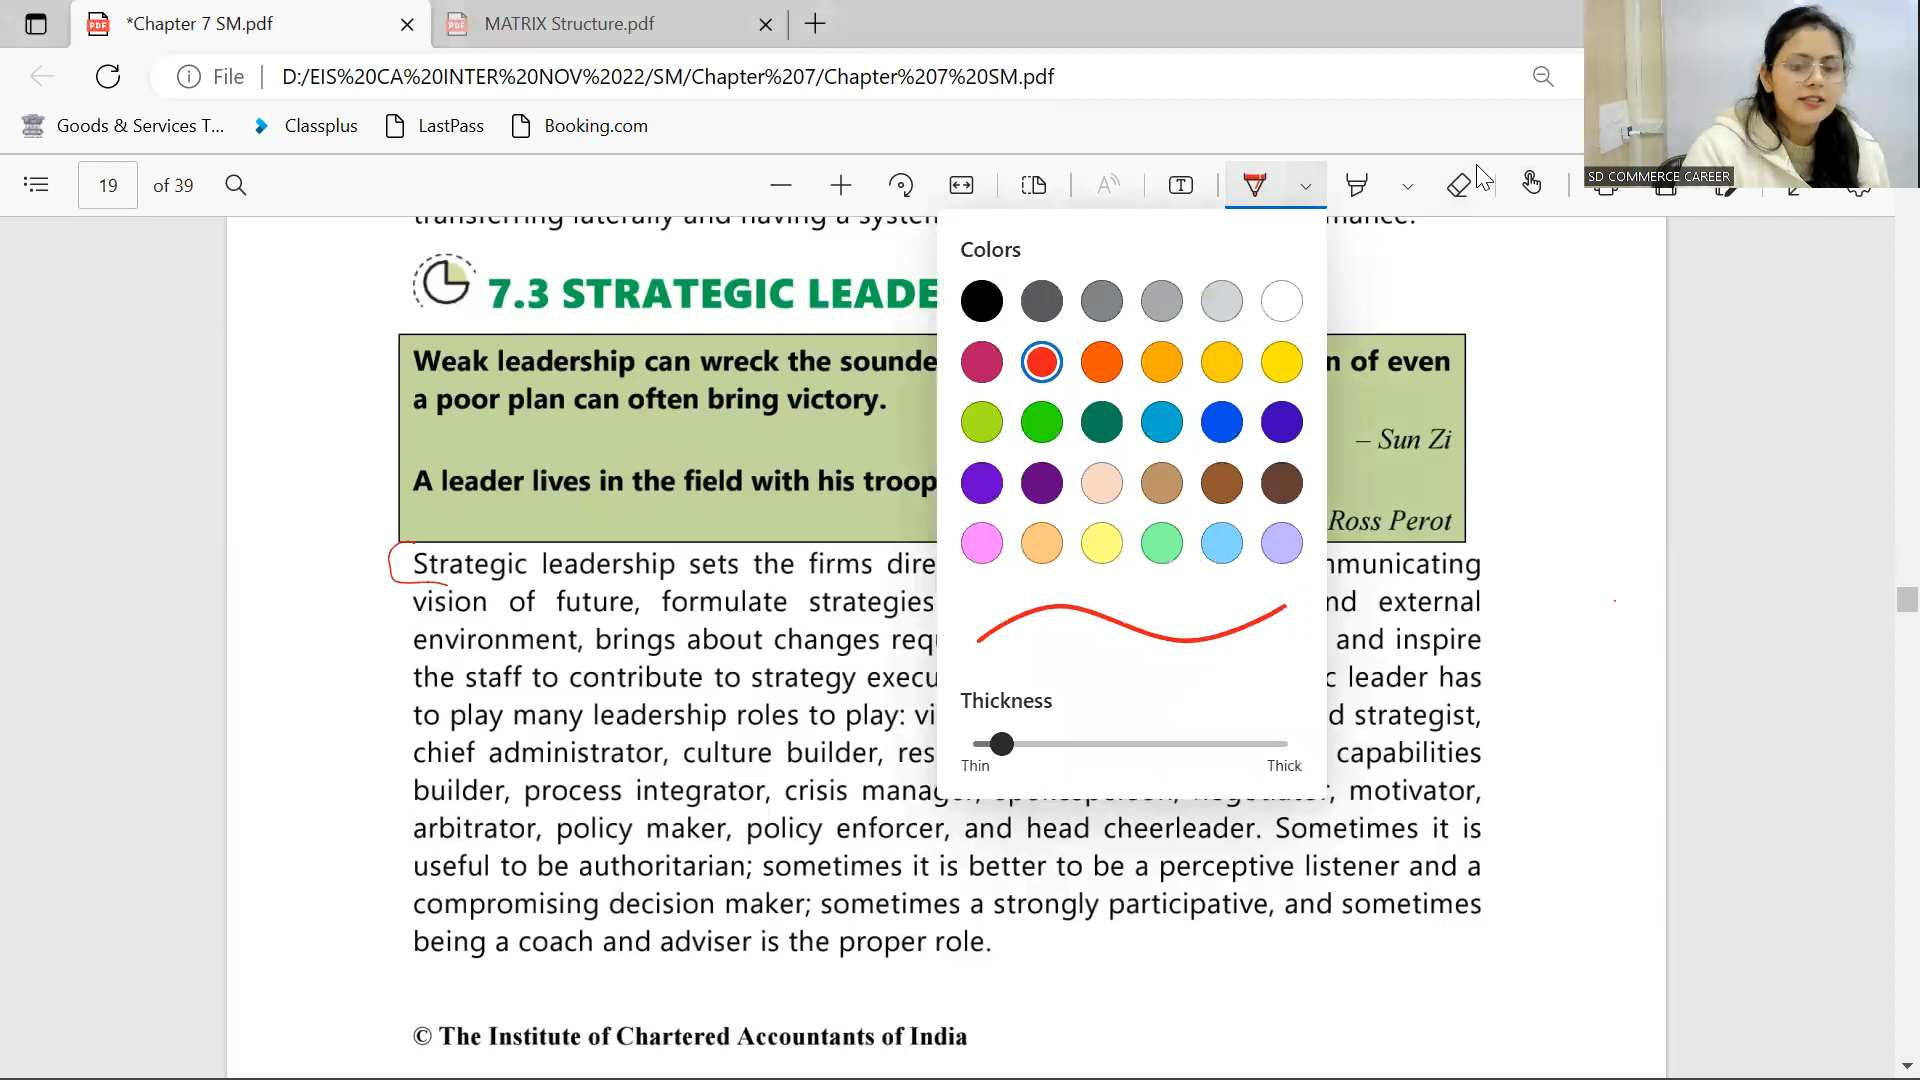 *Chapter 7 SM.pdf
MATRIX Structure.pdf
File
D:/EIS%20CA%20INTER%20NOV%2022/SM/Chapter%207/Chapter%207%20SM.pdf
Goods & Services T...
Classplus
LastPass
Booking.com
SD COMMERCE CAREER
19 of 39
transferring laterally and having a
7.3 STRATEGIC LEADE
Weak leadership can wreck the sounde
n of even
a poor plan can often bring victory.
– Sun Zi
A leader lives in the field with his troop
Ross Perot
Strategic leadership sets the firms dire
mmunicating
vision of future, formulate strategies
nd external
environment, brings about changes requ
and inspire
the staff to contribute to strategy execu
c leader has
to play many leadership roles to play: vi
d strategist,
chief administrator, culture builder, res
capabilities
builder, process integrator, crisis manager, spokesperson, negotiator, motivator,
arbitrator, policy maker, policy enforcer, and head cheerleader. Sometimes it is
useful to be authoritarian; sometimes it is better to be a perceptive listener and a
compromising decision maker; sometimes a strongly participative, and sometimes
being a coach and adviser is the proper role.
© The Institute of Chartered Accountants of India
Colors
Thickness
Thin
Thick